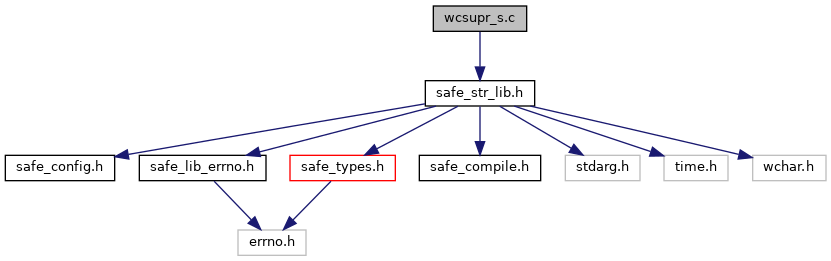 wcsupr_s.c
safe_str_lib.h
safe_config.h
safe_lib_errno.h
safe_types.h
safe_compile.h
stdarg.h
time.h
wchar.h
errno.h